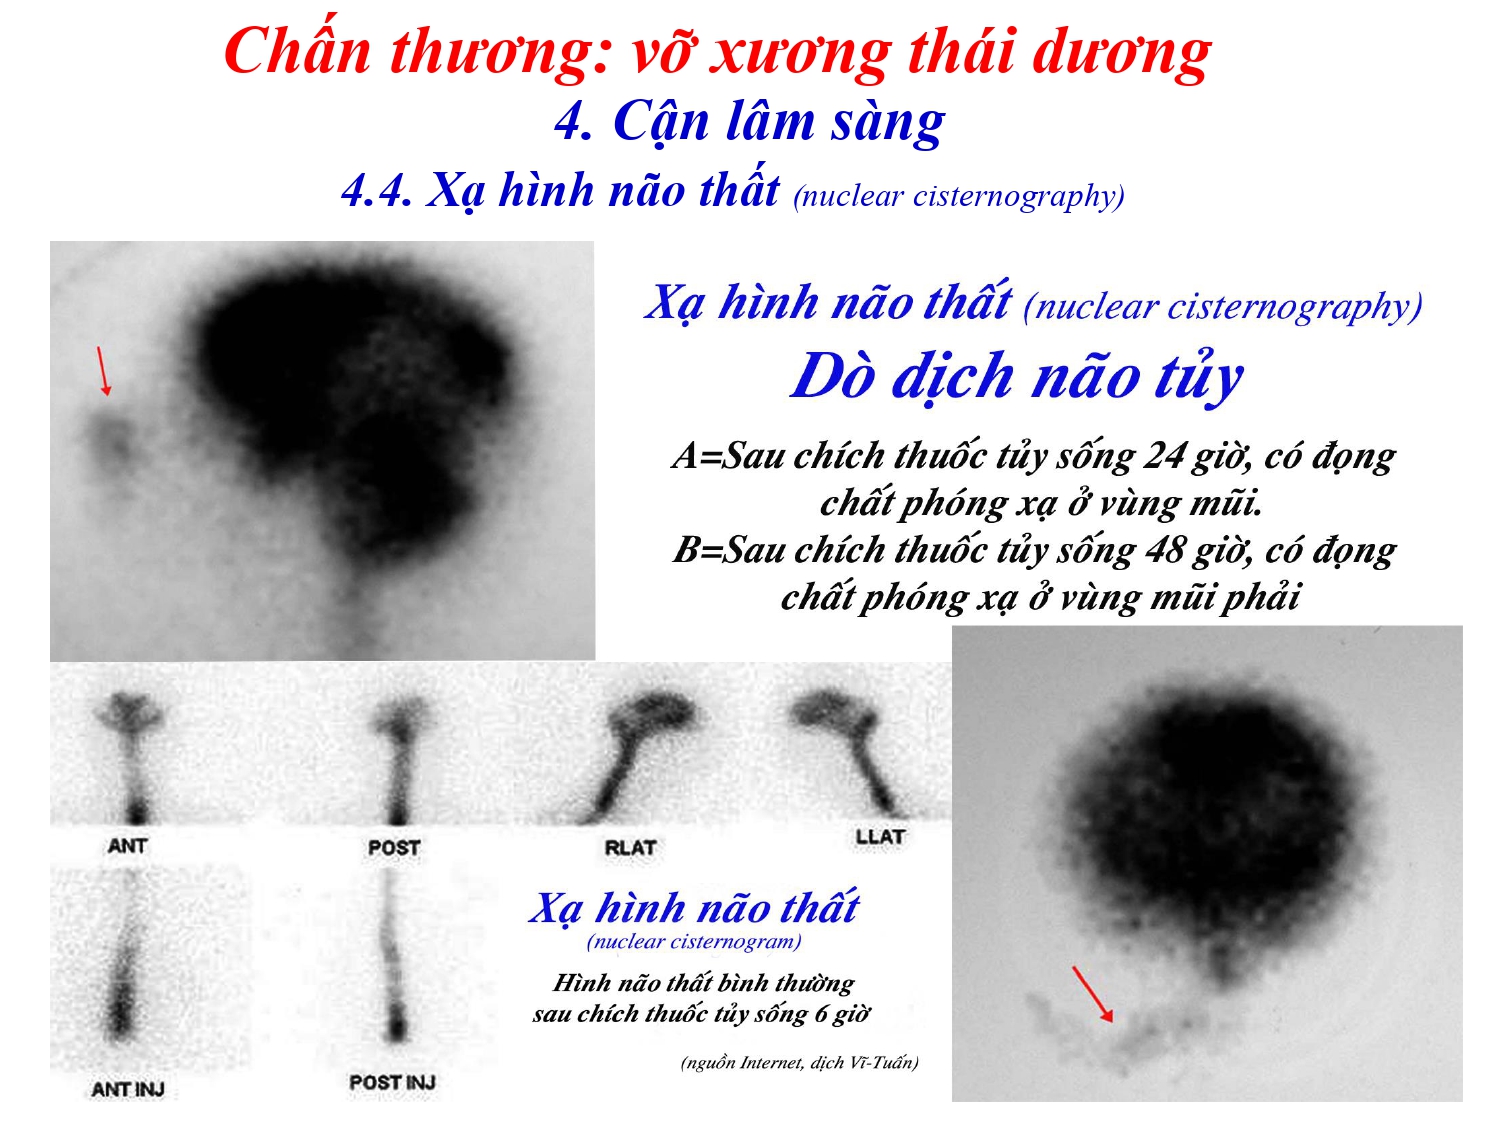 Chấn thương: vỡ xương thái dương
4. Cận lâm sàng
4.4. Xạ hình não thất (nuclear cisternography)
Xạ hình não thất (nuclear cisternography)
Dò dịch não tủy
A=Sau chích thuốc tủy sống 24 giờ, có đọng
chất phóng xạ ở vùng mũi.
B=Sau chích thuốc tủy sống 48 giờ, có đọng
chất phóng xạ ở vùng mũi phải
ANT
POST
RLAT
LLAT
Xạ hình não thất
(nuclear cisternogram)
Hình não thất bình thường
sau chích thuốc tủy sống 6 giờ
(nguồn Internet, dịch Vĩ-Tuấn)
ANT INJ
POST INJ